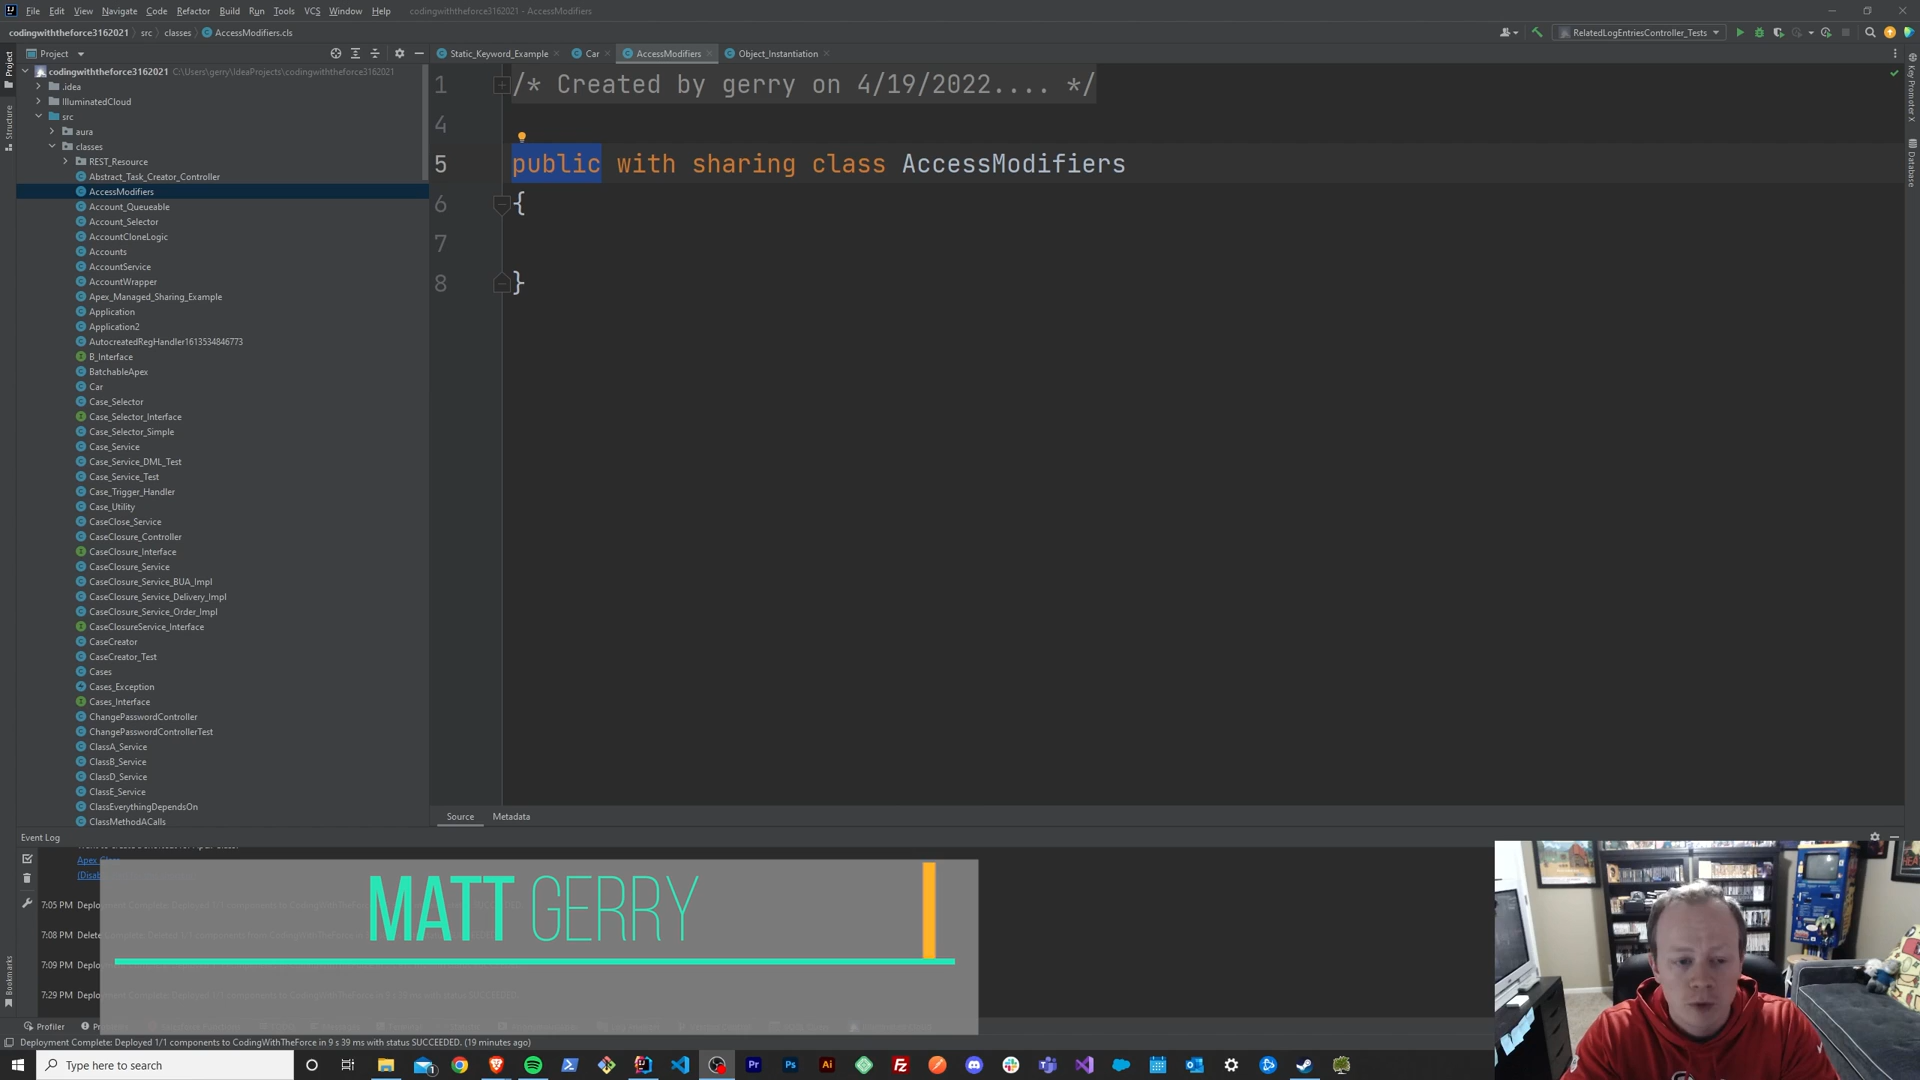 File Edit View Navigate Code Refactor Build Run Tools VCS Window Help codingwiththeforce3162021 - AccessModifiers
codingwiththeforce3162021 src classes AccessModifiers.cls
RelatedLogEntriesController_Tests
Project
Static_Keyword_Example Car AccessModifiers Object_Instantiation
codingwiththeforce3162021 C:\Users\gerry\IdeaProjects\codingwiththeforce3162021
.idea
IlluminatedCloud
src
aura
classes
REST_Resource
Abstract_Task_Creator_Controller
AccessModifiers
Account_Queueable
Account_Selector
AccountCloneLogic
Accounts
AccountService
AccountWrapper
Apex_Managed_Sharing_Example
Application
Application2
AutocreatedRegHandler1613534846773
B_Interface
BatchableApex
Car
Case_Selector
Case_Selector_Interface
Case_Selector_Simple
Case_Service
Case_Service_DML_Test
Case_Service_Test
Case_Trigger_Handler
Case_Utility
CaseClose_Service
CaseClosure_Controller
CaseClosure_Interface
CaseClosure_Service
CaseClosure_Service_BUA_Impl
CaseClosure_Service_Delivery_Impl
CaseClosure_Service_Order_Impl
CaseClosureService_Interface
CaseCreator
CaseCreator_Test
Cases
Cases_Exception
Cases_Interface
ChangePasswordController
ChangePasswordControllerTest
ClassA_Service
ClassB_Service
ClassD_Service
ClassE_Service
ClassEverythingDependsOn
ClassMethodACalls
1 /* Created by gerry on 4/19/2022.... */
4
5 public with sharing class AccessModifiers
6 {
7
8 }
Source Metadata
Project
Structure
Bookmarks
Key Promoter X
Database
Event Log
7:05 PM
7:08 PM
7:09 PM
7:29 PM
MATT GERRY
Profiler
Deployment Complete: Deployed 1/1 components to CodingWithTheForce in 9 s 39 ms with status SUCCEEDED. (19 minutes ago)
Type here to search